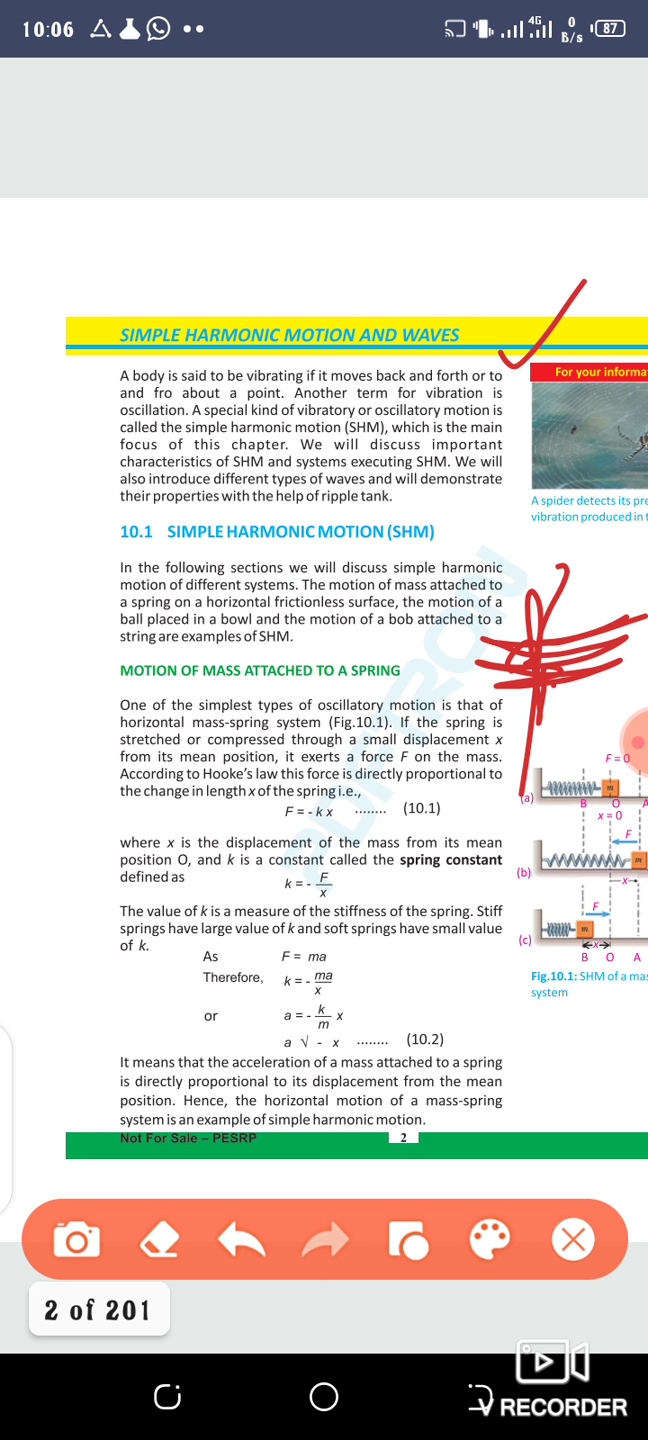 10:06
4G
0
B/s
87
SIMPLE HARMONIC MOTION AND WAVES
A body is said to be vibrating if it moves back and forth or to
and fro about a point. Another term for vibration is
oscillation. A special kind of vibratory or oscillatory motion is
called the simple harmonic motion (SHM), which is the main
focus of this chapter. We will discuss important
characteristics of SHM and systems executing SHM. We will
also introduce different types of waves and will demonstrate
their properties with the help of ripple tank.
For your informa
A spider detects its pre
vibration produced in t
10.1 SIMPLE HARMONIC MOTION (SHM)
In the following sections we will discuss simple harmonic
motion of different systems. The motion of mass attached to
a spring on a horizontal frictionless surface, the motion of a
ball placed in a bowl and the motion of a bob attached to a
string are examples of SHM.
MOTION OF MASS ATTACHED TO A SPRING
One of the simplest types of oscillatory motion is that of
horizontal mass-spring system (Fig.10.1). If the spring is
stretched or compressed through a small displacement x
from its mean position, it exerts a force F on the mass.
According to Hooke's law this force is directly proportional to
the change in length x of the spring i.e.,
F = - k x ........ (10.1)
where x is the displacement of the mass from its mean
position O, and k is a constant called the spring constant
defined as
k = - F
x
The value of k is a measure of the stiffness of the spring. Stiff
springs have large value of k and soft springs have small value
of k.
As F = ma
Therefore, k = - ma
x
or a = - k x
m
a √ - x ........ (10.2)
It means that the acceleration of a mass attached to a spring
is directly proportional to its displacement from the mean
position. Hence, the horizontal motion of a mass-spring
system is an example of simple harmonic motion.
F = 0
m
(a)
B O A
x = 0
F
m
(b)
x
F
m
(c)
x
B O A
Fig.10.1: SHM of a mas
system
Not For Sale – PESRP
2
PDFTRON
2 of 201
V RECORDER